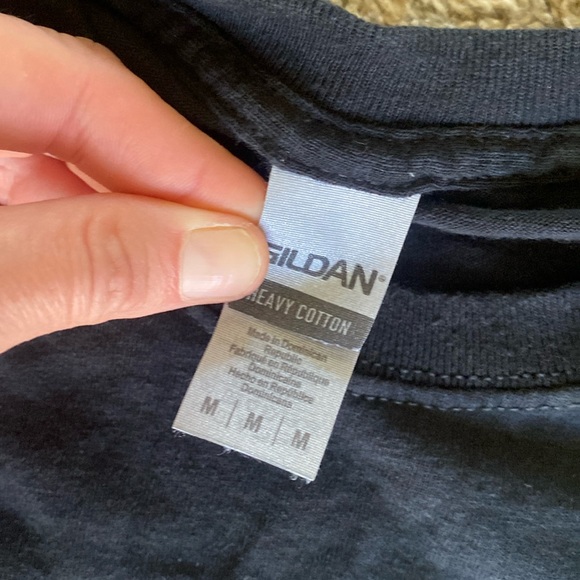 GILDAN®
HEAVY COTTON
Made in Dominican
Republic
Fabriqué en République
Dominicaine
Hecho en República
Dominicana
M | M | M